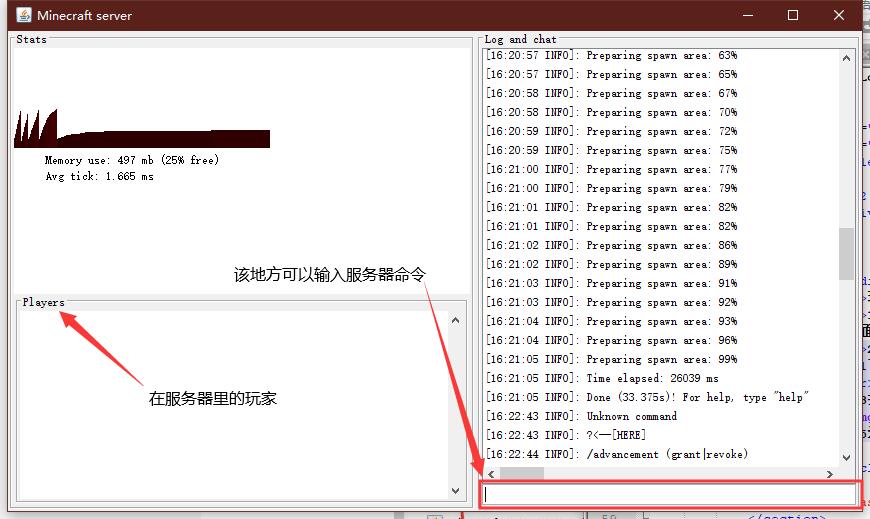 Minecraft server
Stats
Memory use: 497 mb (25% free)
Avg tick: 1.665 ms
该地方可以输入服务器命令
Players
在服务器里的玩家
Log and chat
[16:20:57 INFO]: Preparing spawn area: 63%
[16:20:57 INFO]: Preparing spawn area: 65%
[16:20:58 INFO]: Preparing spawn area: 67%
[16:20:58 INFO]: Preparing spawn area: 70%
[16:20:59 INFO]: Preparing spawn area: 72%
[16:20:59 INFO]: Preparing spawn area: 75%
[16:21:00 INFO]: Preparing spawn area: 77%
[16:21:00 INFO]: Preparing spawn area: 79%
[16:21:01 INFO]: Preparing spawn area: 82%
[16:21:01 INFO]: Preparing spawn area: 82%
[16:21:02 INFO]: Preparing spawn area: 86%
[16:21:02 INFO]: Preparing spawn area: 89%
[16:21:03 INFO]: Preparing spawn area: 91%
[16:21:03 INFO]: Preparing spawn area: 92%
[16:21:04 INFO]: Preparing spawn area: 93%
[16:21:04 INFO]: Preparing spawn area: 96%
[16:21:05 INFO]: Preparing spawn area: 99%
[16:21:05 INFO]: Time elapsed: 26039 ms
[16:21:05 INFO]: Done (33.375s)! For help, type "help"
[16:22:43 INFO]: Unknown command
[16:22:43 INFO]: ?<--[HERE]
[16:22:44 INFO]: /advancement (grant|revoke)
</section>